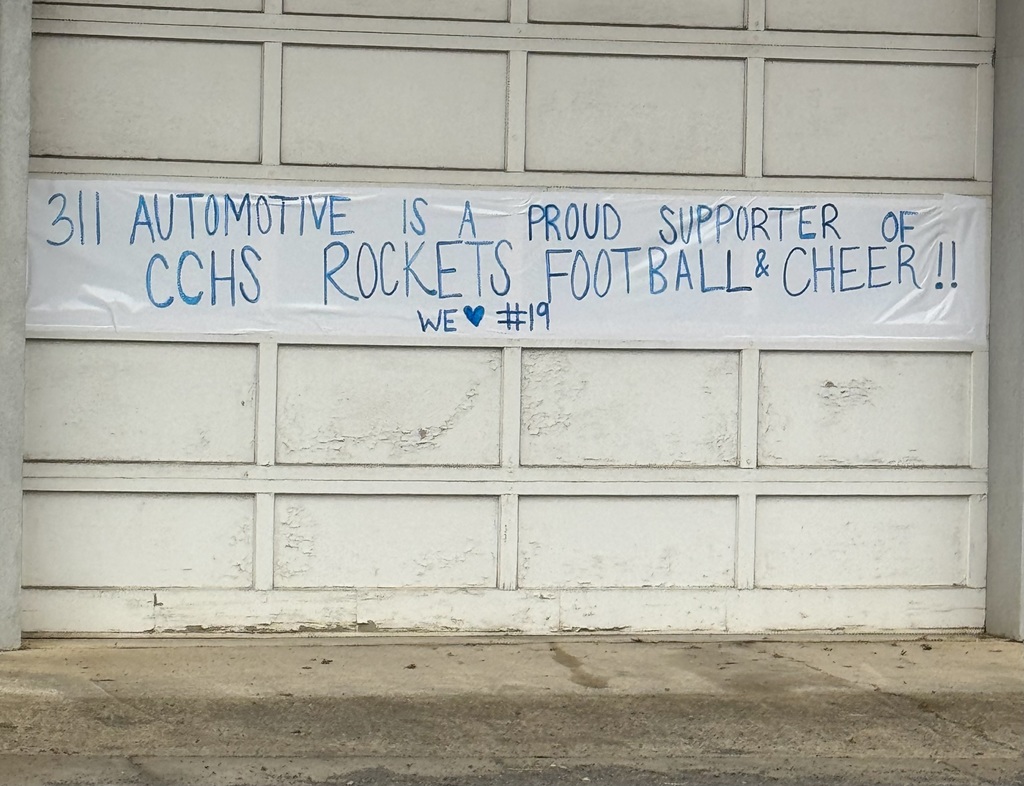 311 AUTOMOTIVE IS A PROUD SUPPORTER OF
CCHS ROCKETS FOOTBALL & CHEER!!
WE ♥ #19